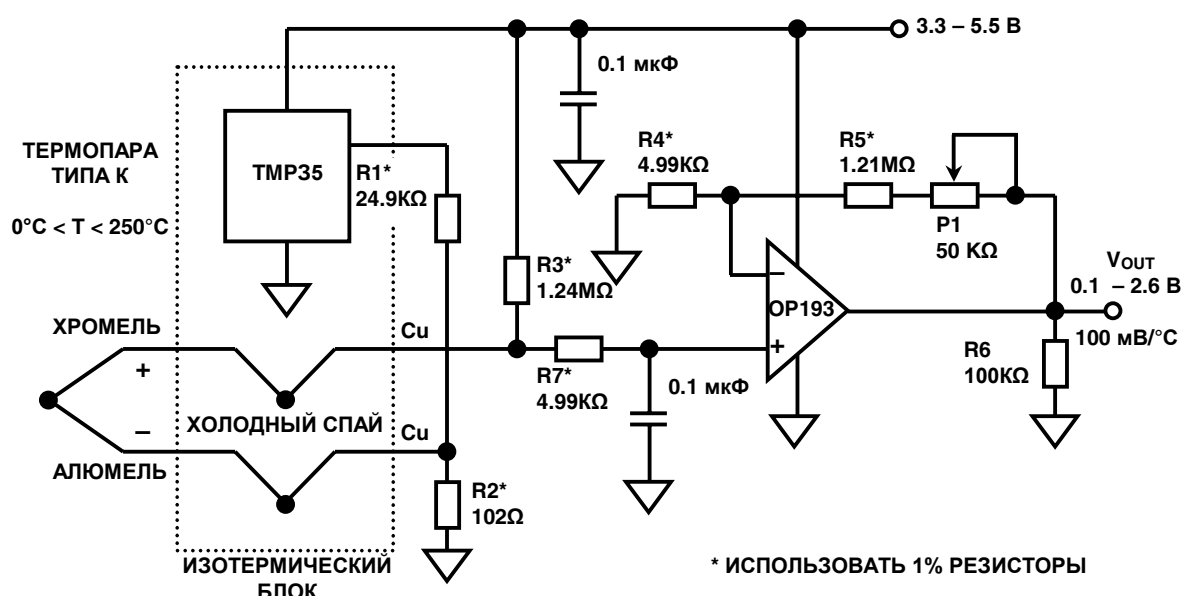 3.3 – 5.5 В
0.1 мкФ
R4*
4.99KΩ
R5*
1.21MΩ
ТЕРМОПАРА
ТИПА К
0°C < T < 250°C
TMP35
R1*
24.9KΩ
P1
50 KΩ
R3*
1.24MΩ
–
OP193
+
VOUT
0.1 – 2.6 В
100 мВ/°C
ХРОМЕЛЬ
Cu
+
R7*
4.99KΩ
0.1 мкФ
R6
100KΩ
–
ХОЛОДНЫЙ СПАЙ
Cu
АЛЮМЕЛЬ
R2*
102Ω
ИЗОТЕРМИЧЕСКИЙ
БЛОК
* ИСПОЛЬЗОВАТЬ 1% РЕЗИСТОРЫ